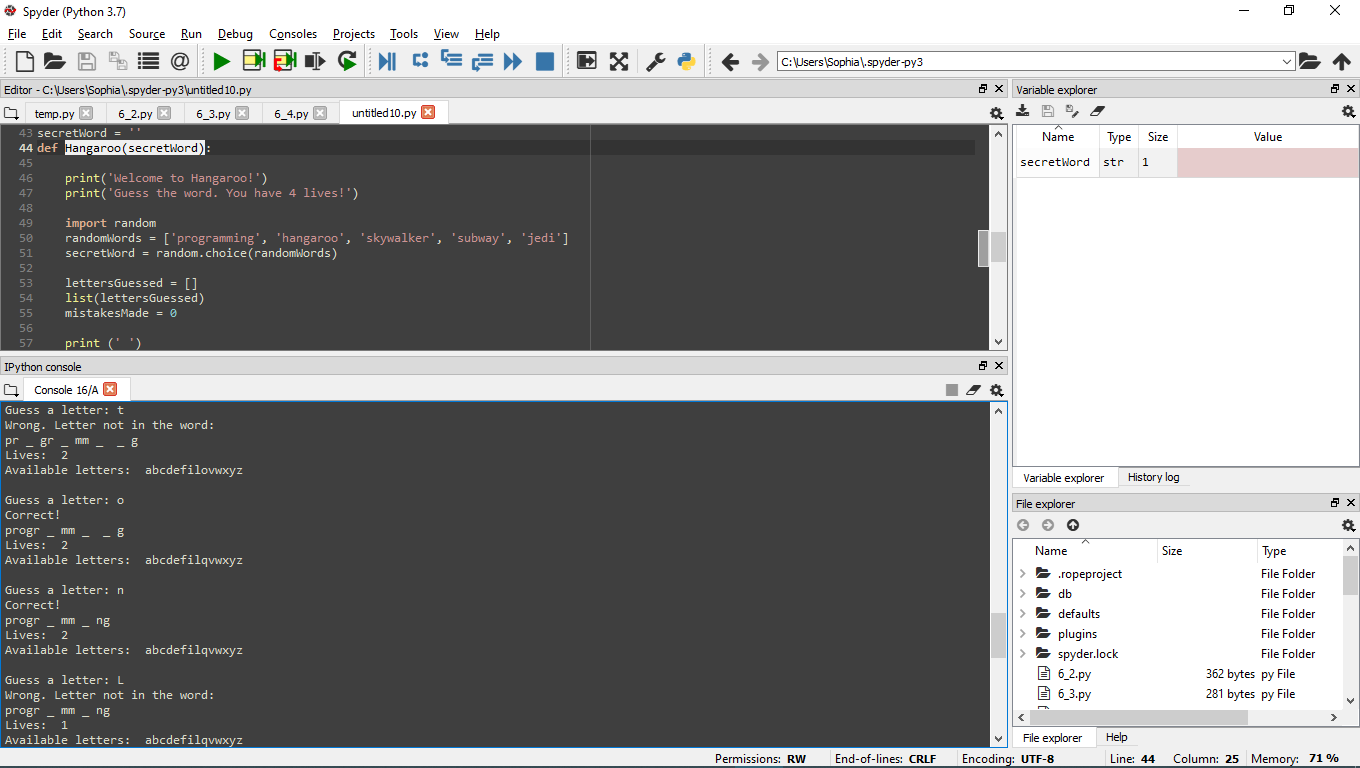 Spyder (Python 3.7)
File Edit Search Source Run Debug Consoles Projects Tools View Help
C:\Users\Sophia\.spyder-py3
Editor - C:\Users\Sophia\.spyder-py3\untitled10.py
temp.py 6_2.py 6_3.py 6_4.py untitled10.py
43 secretWord = ''
44 def Hangaroo(secretWord):
45
46 print('Welcome to Hangaroo!')
47 print('Guess the word. You have 4 lives!')
48
49 import random
50 randomWords = ['programming', 'hangaroo', 'skywalker', 'subway', 'jedi']
51 secretWord = random.choice(randomWords)
52
53 lettersGuessed = []
54 list(lettersGuessed)
55 mistakesMade = 0
56
57 print (' ')
IPython console
Console 16/A
Guess a letter: t
Wrong. Letter not in the word:
pr _ gr _ mm _  _ g
Lives:  2
Available letters:  abcdefilovwxyz
Guess a letter: o
Correct!
progr _ mm _  _ g
Lives:  2
Available letters:  abcdefilqvwxyz
Guess a letter: n
Correct!
progr _ mm _ ng
Lives:  2
Available letters:  abcdefilqvwxyz
Guess a letter: L
Wrong. Letter not in the word:
progr _ mm _ ng
Lives:  1
Available letters:  abcdefilqvwxyz
Variable explorer
Name Type Size Value
secretWord str 1
Variable explorer History log
File explorer
Name Size Type
.ropeproject File Folder
db File Folder
defaults File Folder
plugins File Folder
spyder.lock File Folder
6_2.py 362 bytes py File
6_3.py 281 bytes py File
File explorer Help
Permissions: RW End-of-lines: CRLF Encoding: UTF-8 Line: 44 Column: 25 Memory: 71 %